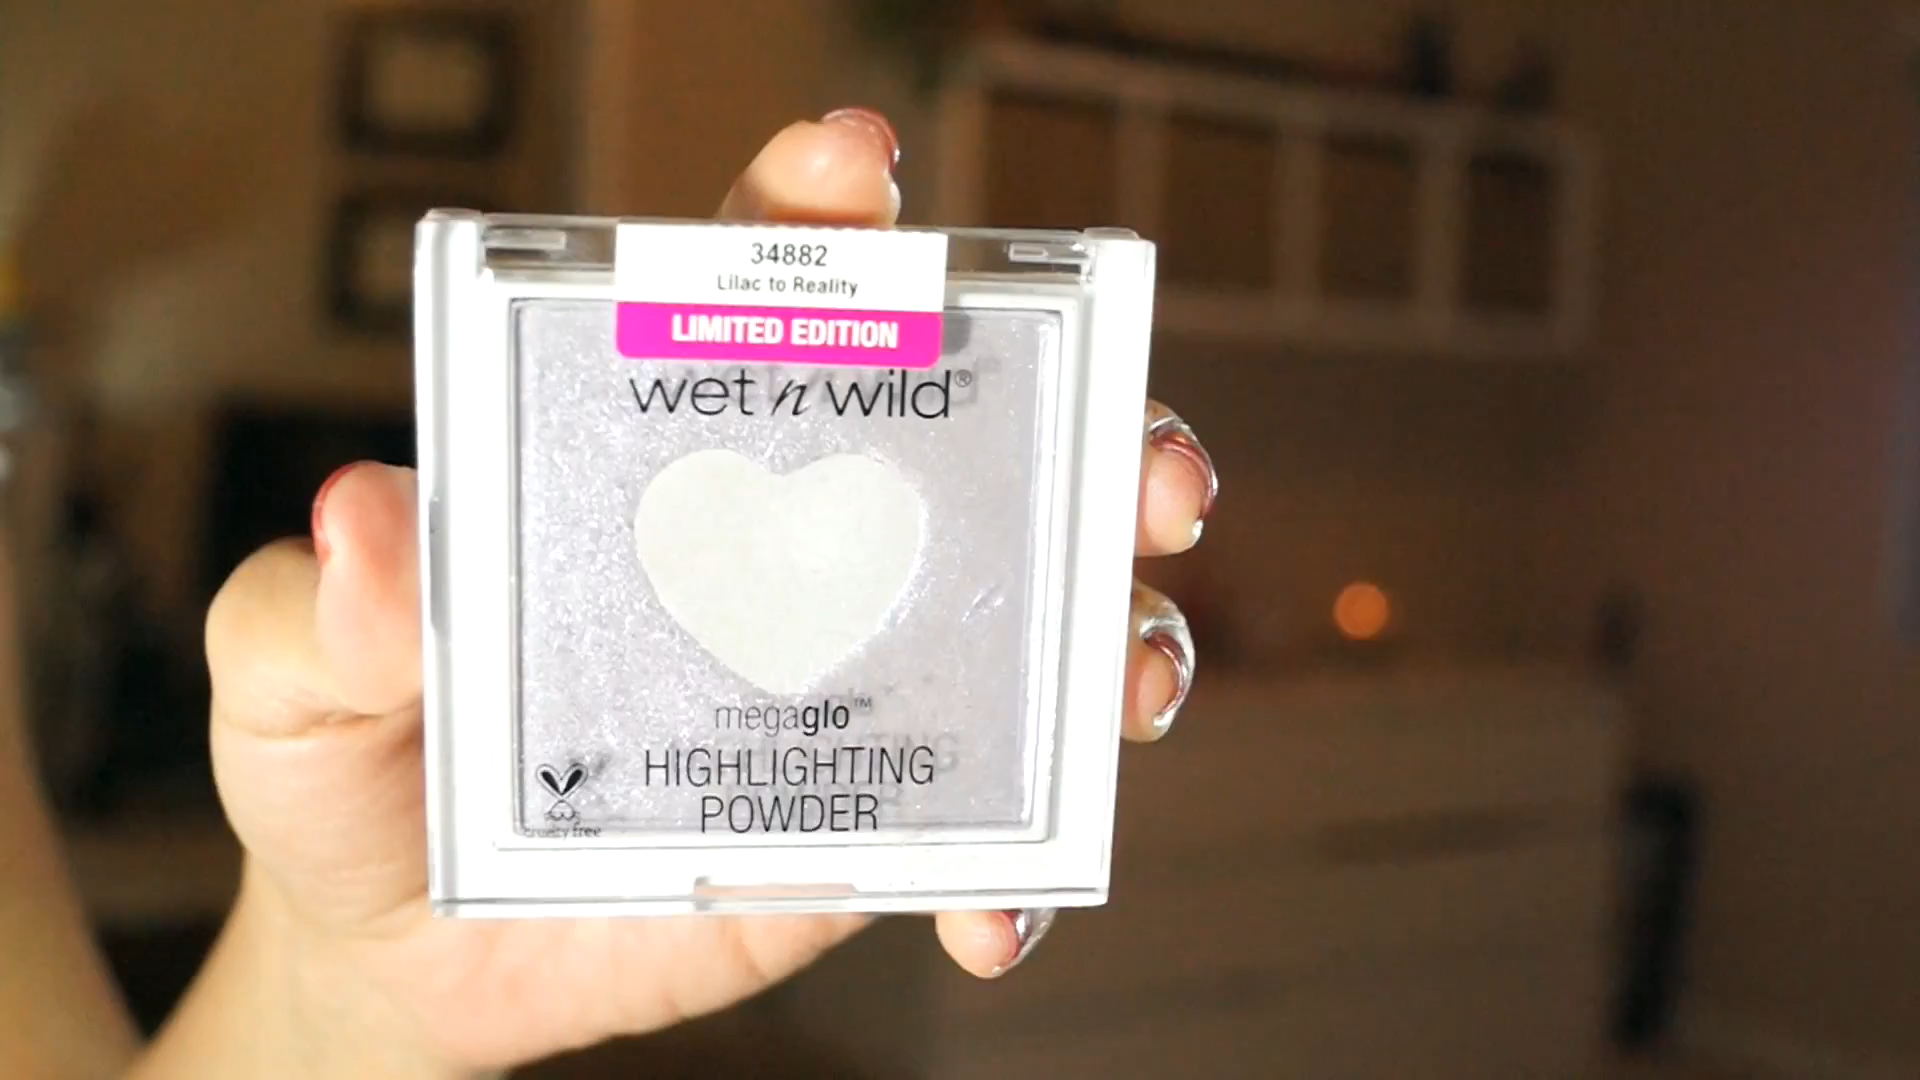 34882
Lilac to Reality
LIMITED EDITION
wet n wild®
megaglo™
HIGHLIGHTING
POWDER
cruelty free